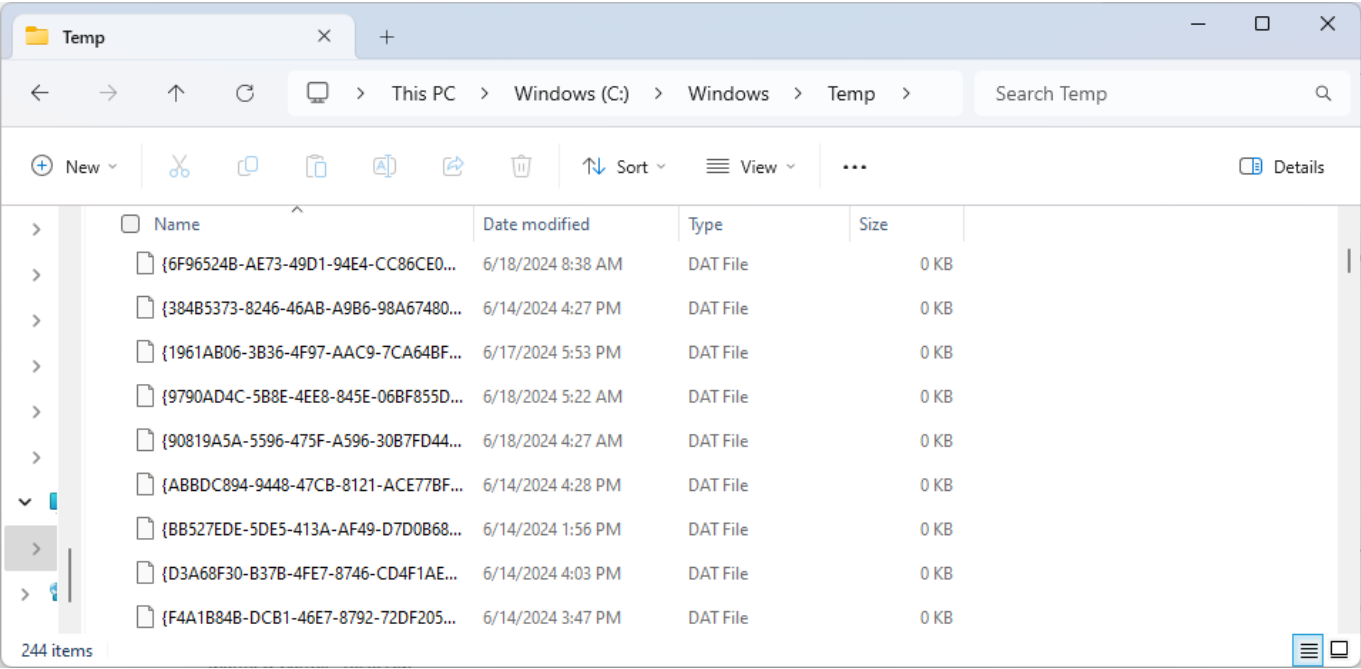 Temp
This PC > Windows (C:) > Windows > Temp >
Search Temp
New
Sort
View
Details
Name Date modified Type Size
{6F96524B-AE73-49D1-94E4-CC86CE0... 6/18/2024 8:38 AM DAT File 0 KB
{384B5373-8246-46AB-A9B6-98A67480... 6/14/2024 4:27 PM DAT File 0 KB
{1961AB06-3B36-4F97-AAC9-7CA64BF... 6/17/2024 5:53 PM DAT File 0 KB
{9790AD4C-5B8E-4EE8-845E-06BF855D... 6/18/2024 5:22 AM DAT File 0 KB
{90819A5A-5596-475F-A596-30B7FD44... 6/18/2024 4:27 AM DAT File 0 KB
{ABBDC894-9448-47CB-8121-ACE77BF... 6/14/2024 4:28 PM DAT File 0 KB
{BB527EDE-5DE5-413A-AF49-D7D0B68... 6/14/2024 1:56 PM DAT File 0 KB
{D3A68F30-B37B-4FE7-8746-CD4F1AE... 6/14/2024 4:03 PM DAT File 0 KB
{F4A1B84B-DCB1-46E7-8792-72DF205... 6/14/2024 3:47 PM DAT File 0 KB
244 items